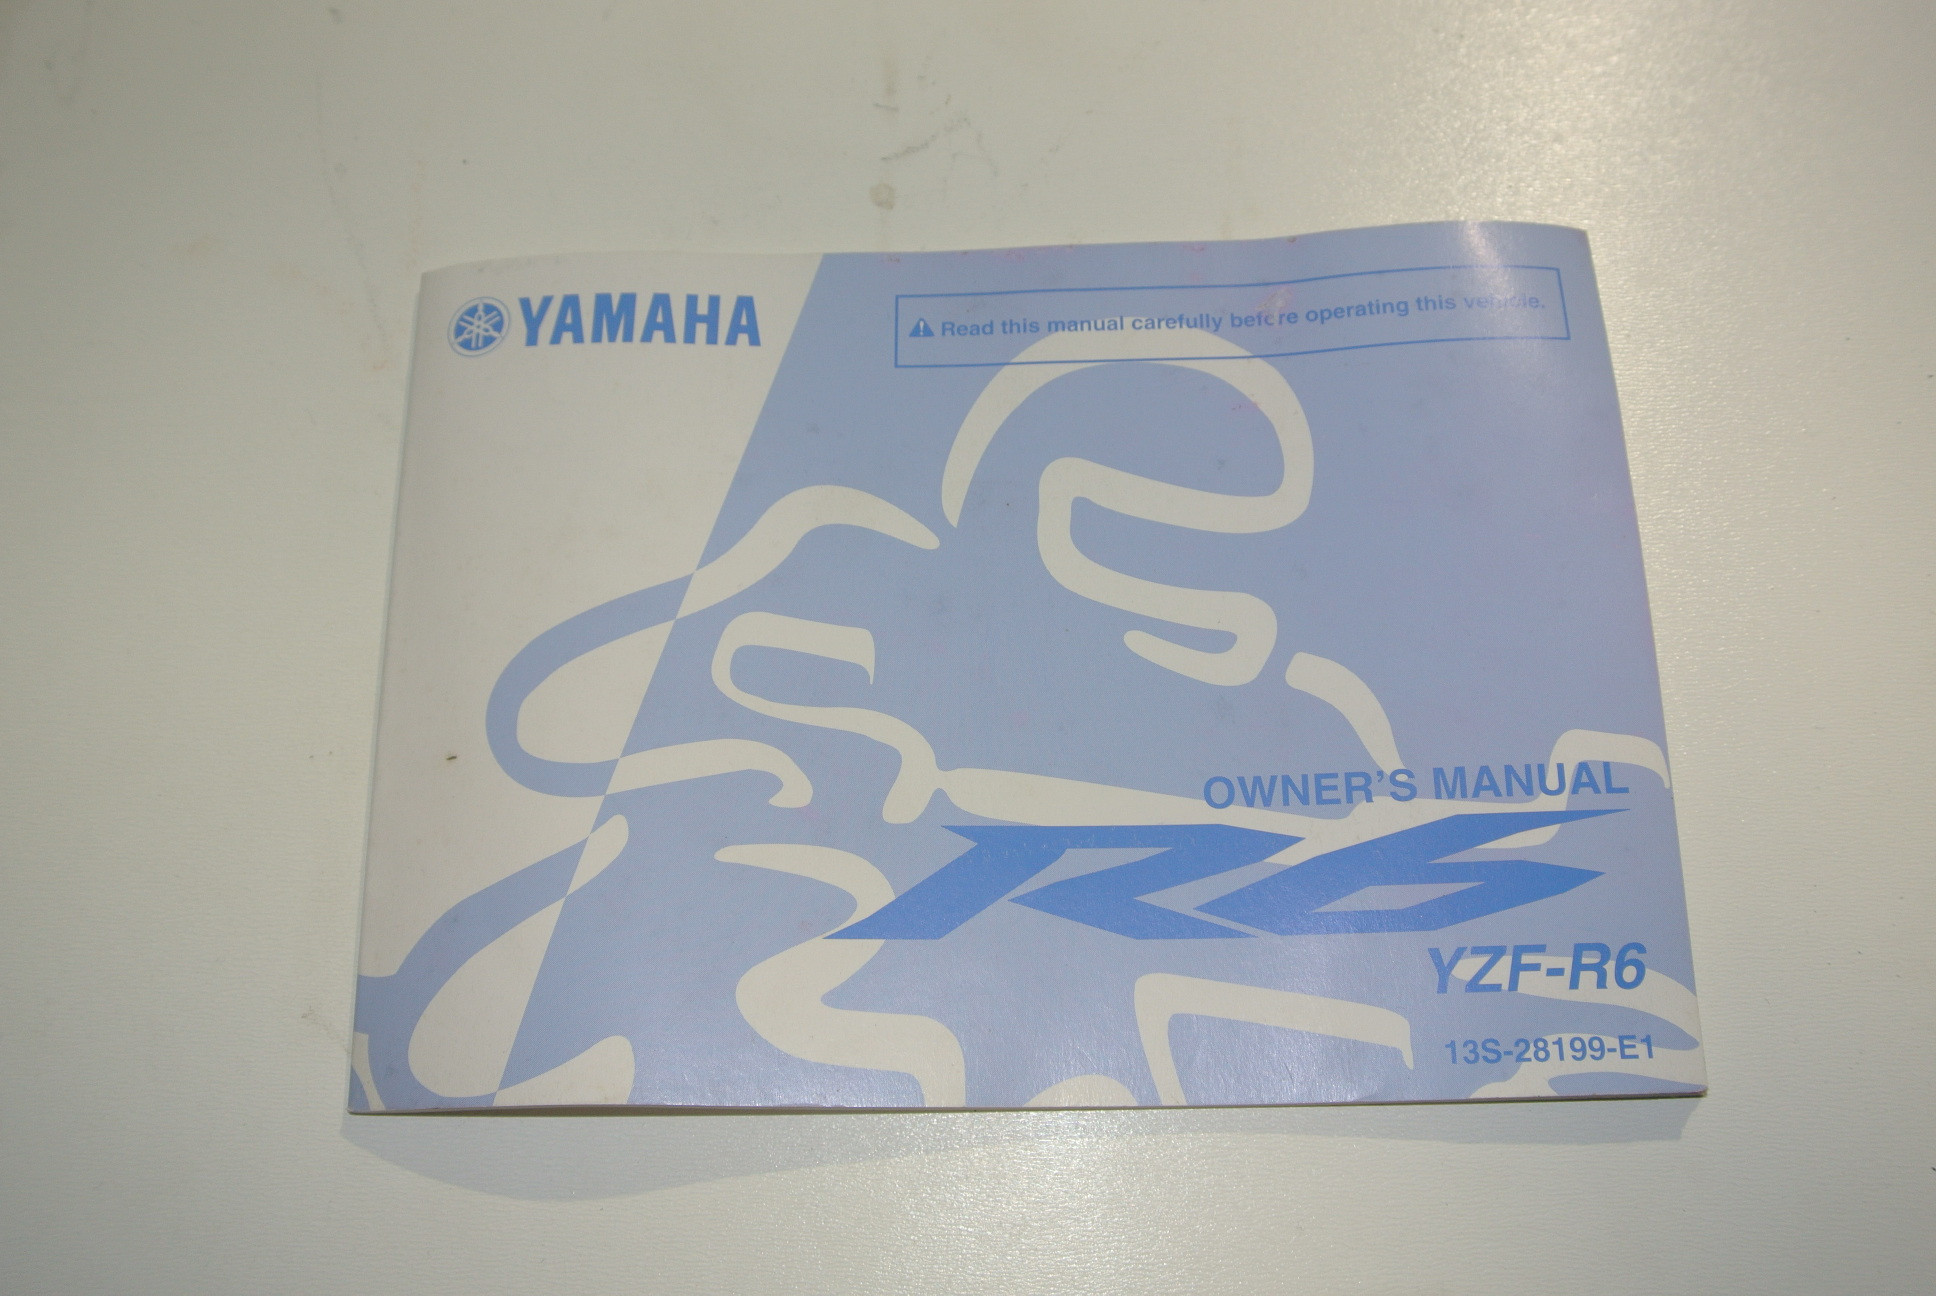 YAMAHA
⚠ Read this manual carefully before operating this vehicle.
OWNER'S MANUAL
R6
YZF-R6
13S-28199-E1